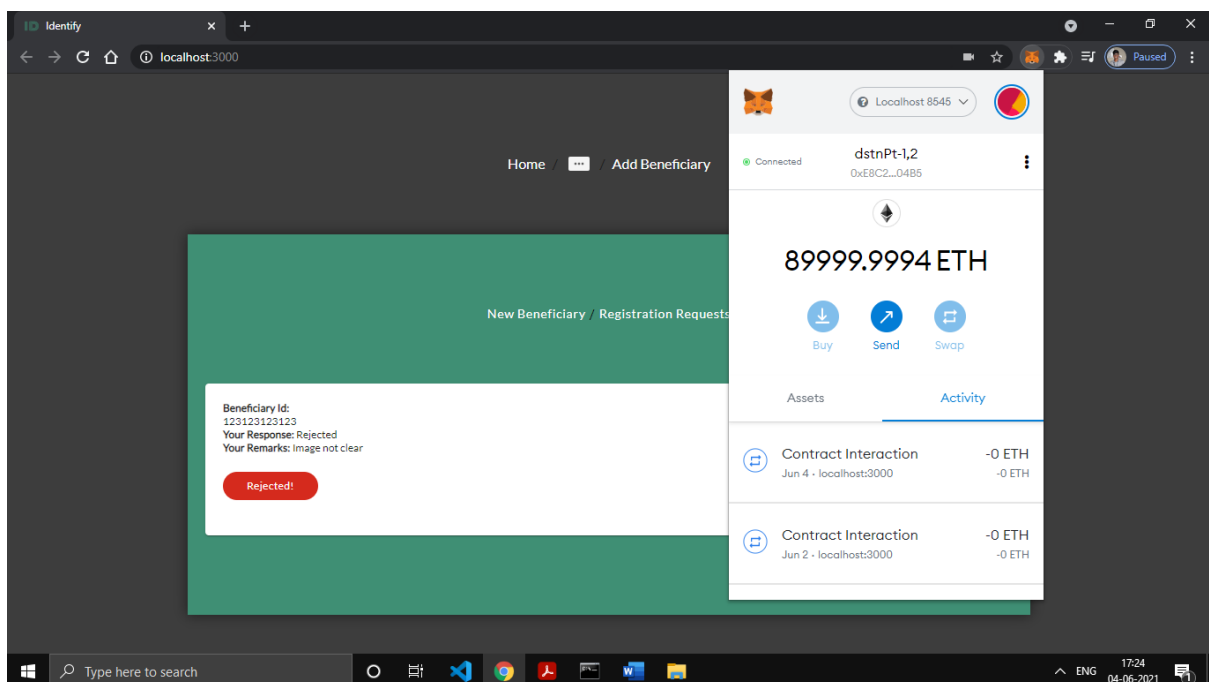 ID Identify
localhost:3000
Paused
Localhost 8545
Home / ... / Add Beneficiary
Connected
dstnPt-1,2
0xE8C2...04B5
89999.9994 ETH
New Beneficiary / Registration Requests
Buy
Send
Swap
Assets
Activity
Beneficiary Id:
123123123123
Your Response: Rejected
Your Remarks: Image not clear
Rejected!
Contract Interaction
-0 ETH
Jun 4 · localhost:3000
-0 ETH
Contract Interaction
-0 ETH
Jun 2 · localhost:3000
-0 ETH
Type here to search
ENG
17:24
04-06-2021
1